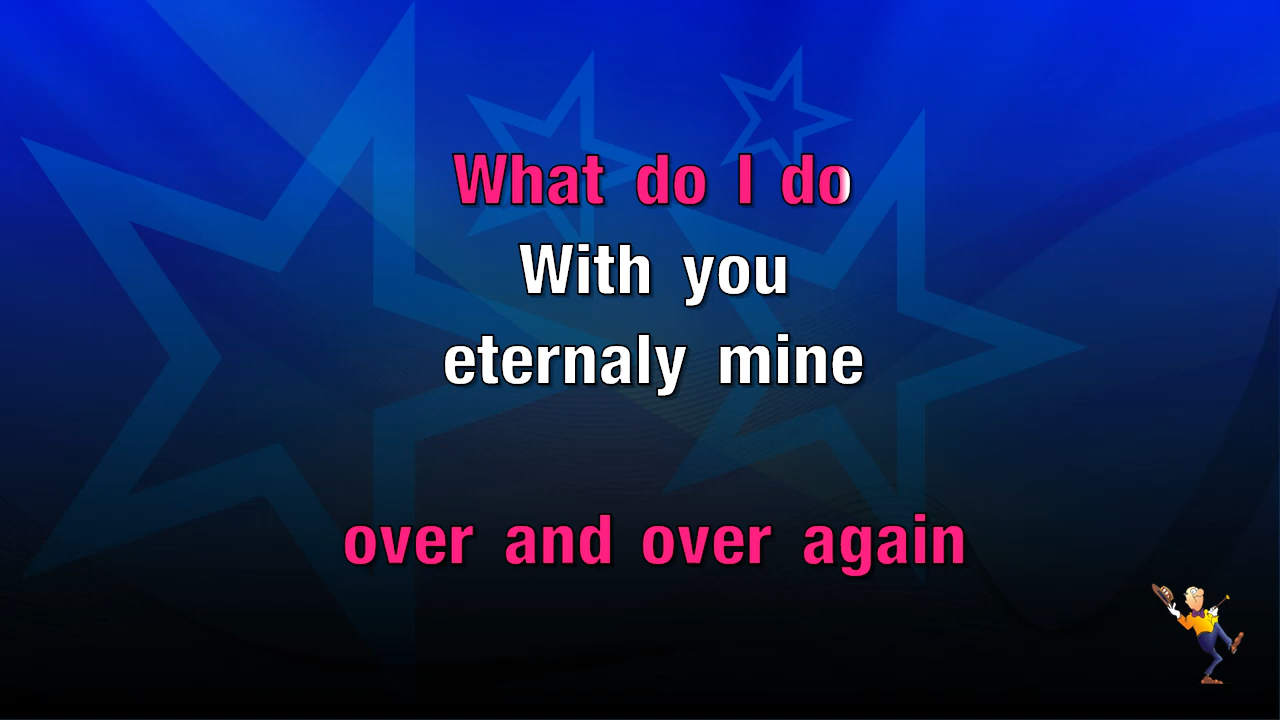 What do I do
With you
eternaly mine
over and over again